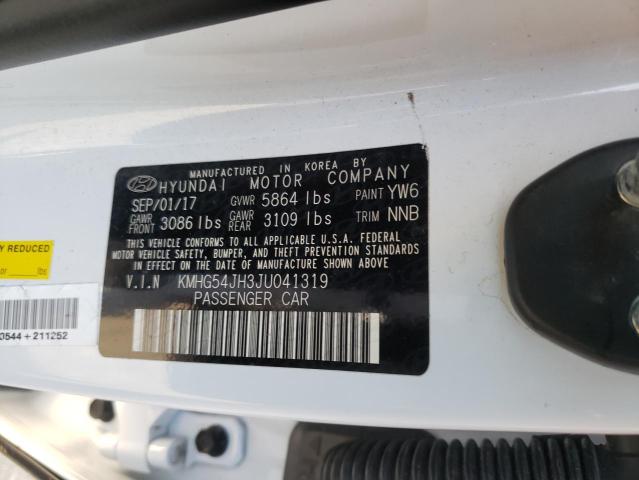 MANUFACTURED IN KOREA BY
HYUNDAI MOTOR COMPANY
SEP/01/17 GVWR 5864 lbs PAINT YW6
GAWR FRONT 3086 lbs GAWR REAR 3109 lbs TRIM NNB
THIS VEHICLE CONFORMS TO ALL APPLICABLE U.S.A. FEDERAL
MOTOR VEHICLE SAFETY, BUMPER, AND THEFT PREVENTION STANDARDS
IN EFFECT ON THE DATE OF MANUFACTURE SHOWN ABOVE.
V.I.N KMHG54JH3JU041319
PASSENGER CAR
Y REDUCED
or lbs
3544 + 211252